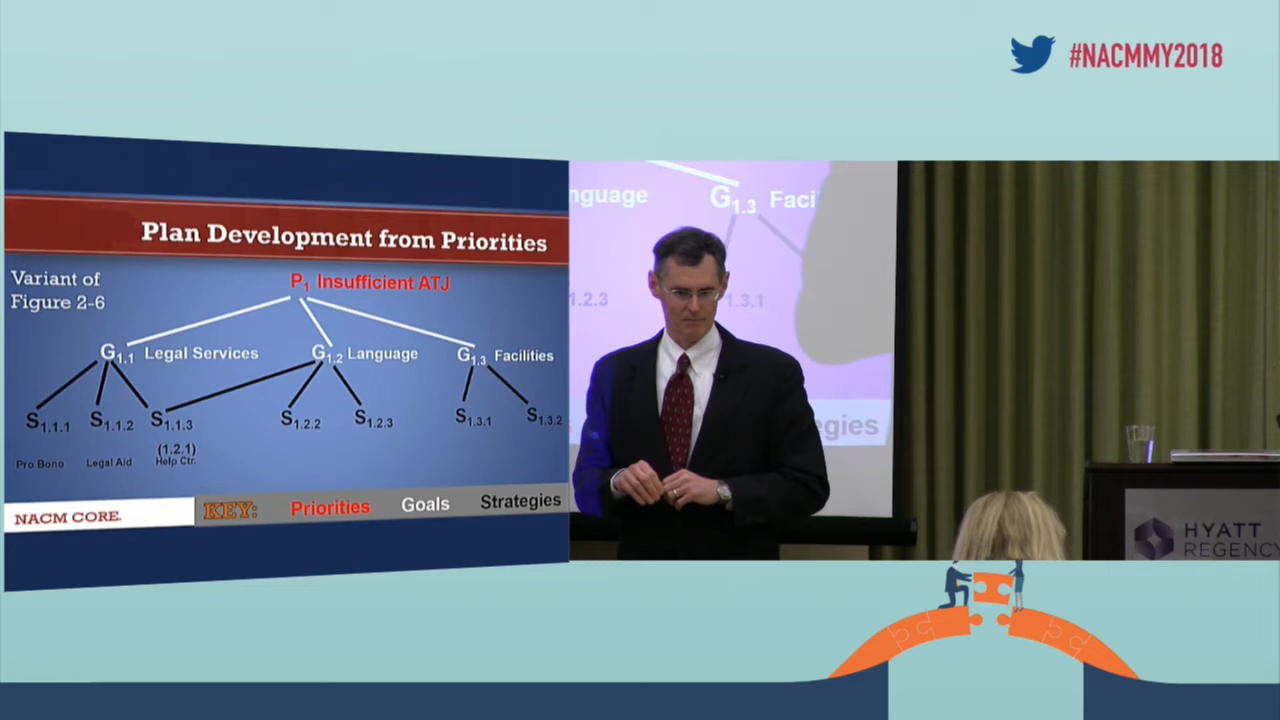 #NACMMY2018
Plan Development from Priorities
Variant of
Figure 2-6
P1 Insufficient ATJ
G1.1 Legal Services
G1.2 Language
G1.3 Facilities
S1.1.1
S1.1.2
S1.1.3
S1.2.2
S1.2.3
S1.3.1
S1.3.2
(1.2.1)
Pro Bono
Legal Aid
Help Ctr.
NACM CORE.
KEY:
Priorities
Goals
Strategies
nguage
G1.3 Facil
1.2.3
1.3.1
egies
HYATT
REGENCY